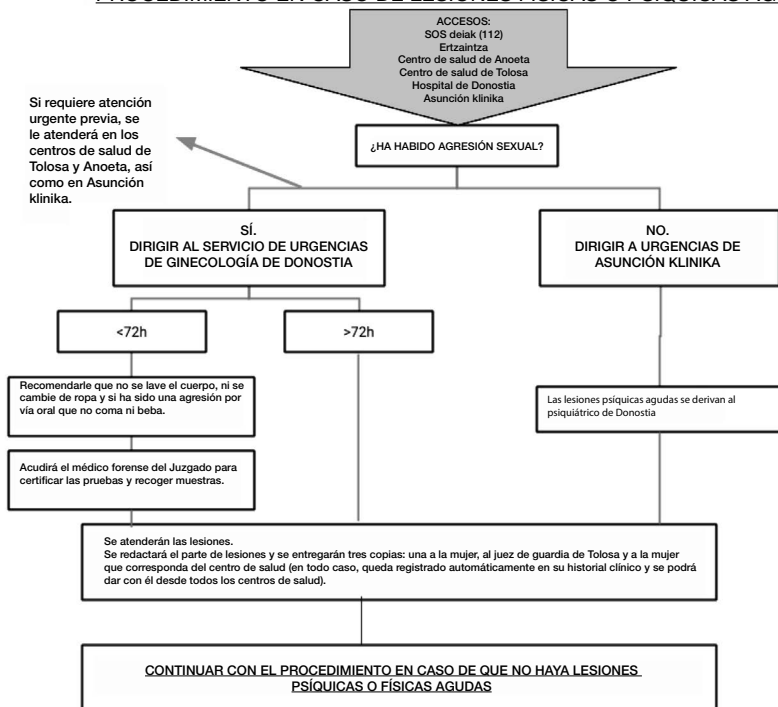 ACCESOS:
SOS deiak (112)
Ertzaintza
Centro de salud de Anoeta
Centro de salud de Tolosa
Hospital de Donostia
Asunción klinika
Si requiere atención
urgente previa, se
le atenderá en los
centros de salud de
Tolosa y Anoeta, así
como en Asunción
klinika.
¿HA HABIDO AGRESIÓN SEXUAL?
SÍ.
DIRIGIR AL SERVICIO DE URGENCIAS
DE GINECOLOGÍA DE DONOSTIA
NO.
DIRIGIR A URGENCIAS DE
ASUNCIÓN KLINIKA
<72h
>72h
Recomendarle que no se lave el cuerpo, ni se
cambie de ropa y si ha sido una agresión por
vía oral que no coma ni beba.
Las lesiones psíquicas agudas se derivan al
psiquiátrico de Donostia
Acudirá el médico forense del Juzgado para
certificar las pruebas y recoger muestras.
Se atenderán las lesiones.
Se redactará el parte de lesiones y se entregarán tres copias: una a la mujer, al juez de guardia de Tolosa y a la mujer
que corresponda del centro de salud (en todo caso, queda registrado automáticamente en su historial clínico y se podrá
dar con él desde todos los centros de salud).
CONTINUAR CON EL PROCEDIMIENTO EN CASO DE QUE NO HAYA LESIONES
PSÍQUICAS O FÍSICAS AGUDAS